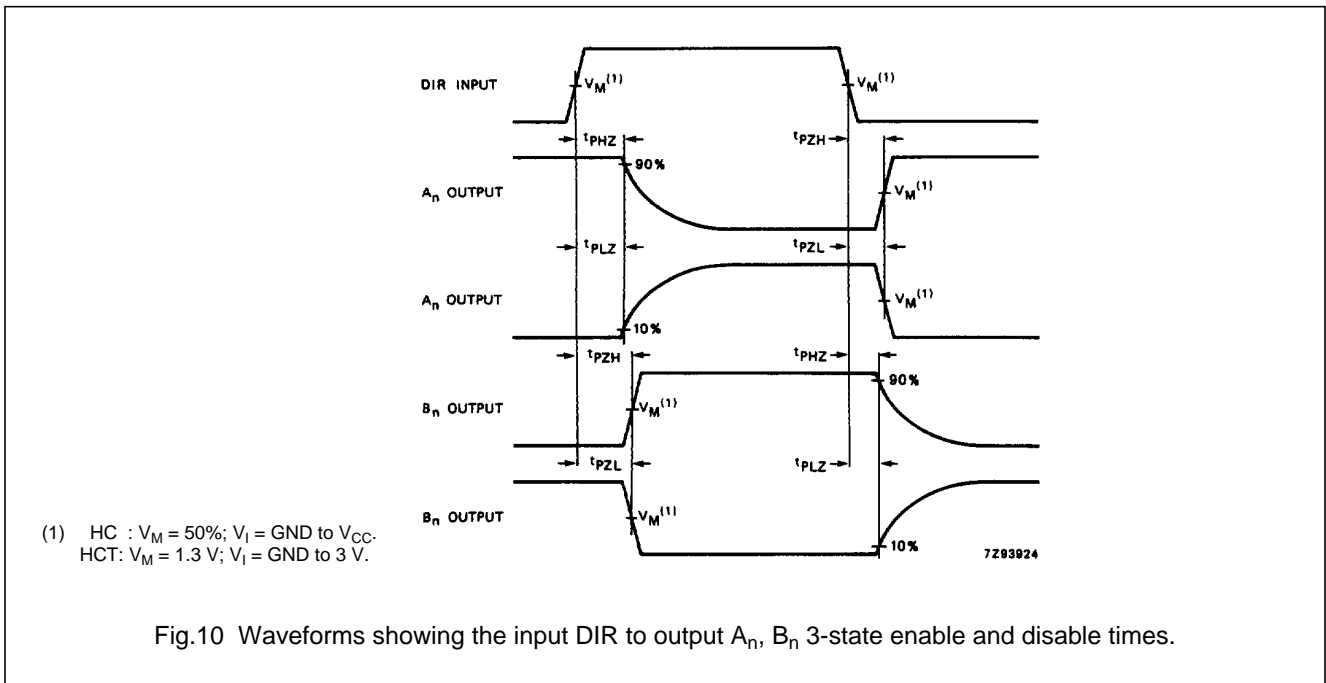 DIR INPUT
VM(1)
VM(1)
tPHZ
tPZH
90%
An OUTPUT
VM(1)
tPLZ
tPZL
An OUTPUT
VM(1)
10%
tPZH
tPHZ
90%
Bn OUTPUT
VM(1)
tPZL
tPLZ
Bn OUTPUT
VM(1)
10%
7Z93924
(1) HC : VM = 50%; VI = GND to VCC.
HCT: VM = 1.3 V; VI = GND to 3 V.
Fig.10 Waveforms showing the input DIR to output An, Bn 3-state enable and disable times.